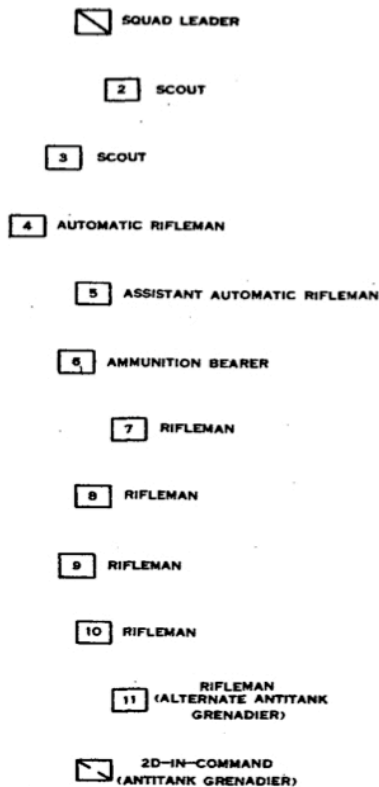 SQUAD LEADER
2 SCOUT
3 SCOUT
4 AUTOMATIC RIFLEMAN
5 ASSISTANT AUTOMATIC RIFLEMAN
6 AMMUNITION BEARER
7 RIFLEMAN
8 RIFLEMAN
9 RIFLEMAN
10 RIFLEMAN
RIFLEMAN
11 (ALTERNATE ANTITANK
GRENADIER)
2D-IN-COMMAND
(ANTITANK GRENADIER)